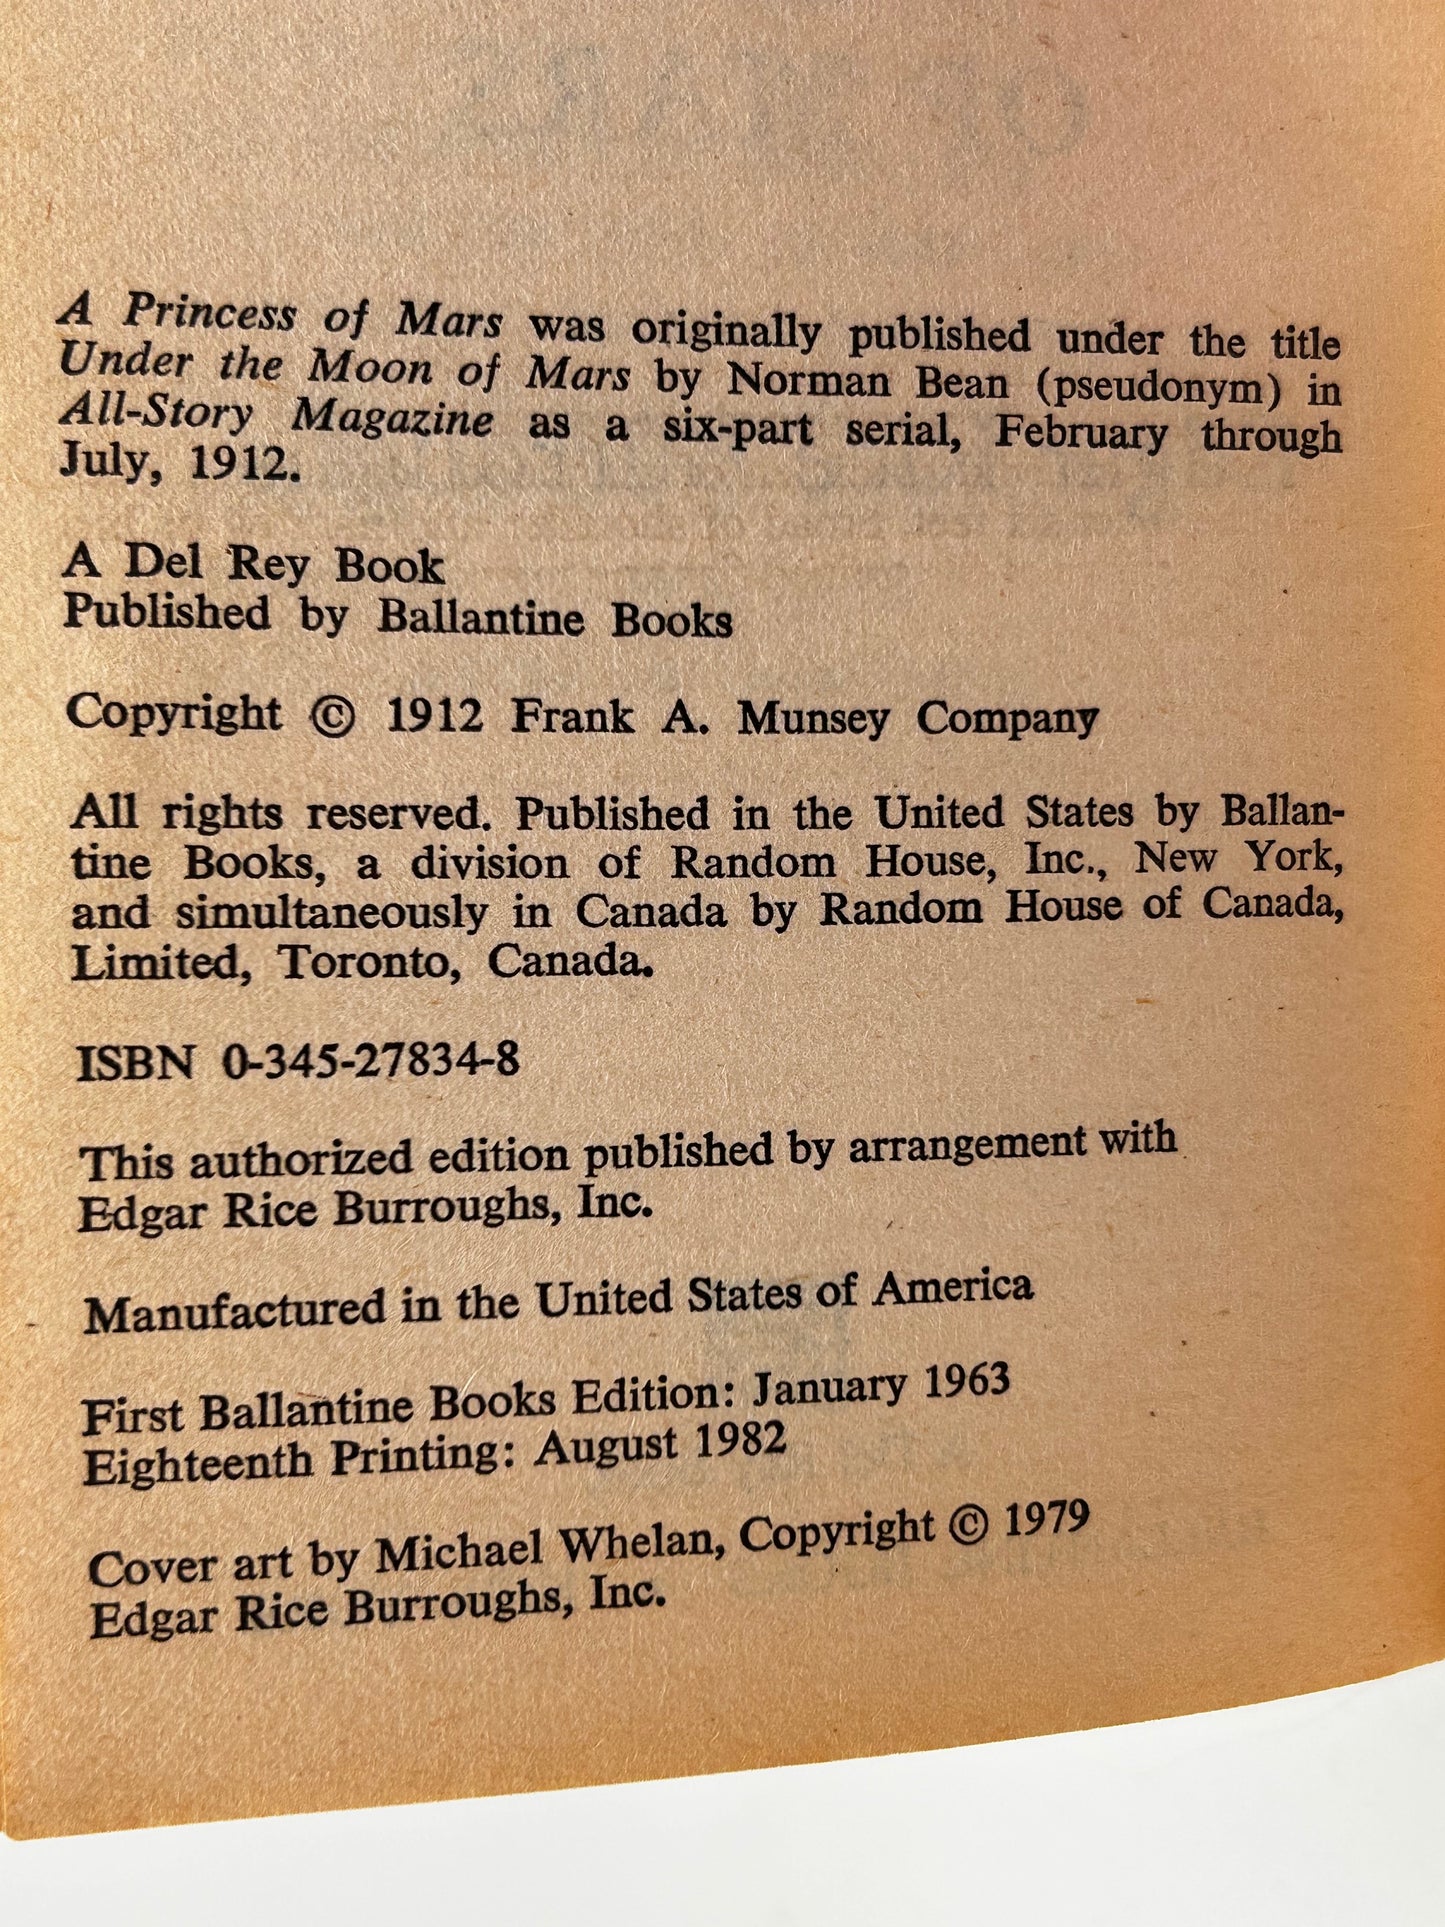 A Princess of Mars was originally published under the title
Under the Moon of Mars by Norman Bean (pseudonym) in
All-Story Magazine as a six-part serial, February through
July, 1912.
A Del Rey Book
Published by Ballantine Books
Copyright © 1912 Frank A. Munsey Company
All rights reserved. Published in the United States by Ballan-
tine Books, a division of Random House, Inc., New York,
and simultaneously in Canada by Random House of Canada,
Limited, Toronto, Canada.
ISBN 0-345-27834-8
This authorized edition published by arrangement with
Edgar Rice Burroughs, Inc.
Manufactured in the United States of America
First Ballantine Books Edition: January 1963
Eighteenth Printing: August 1982
Cover art by Michael Whelan, Copyright © 1979
Edgar Rice Burroughs, Inc.